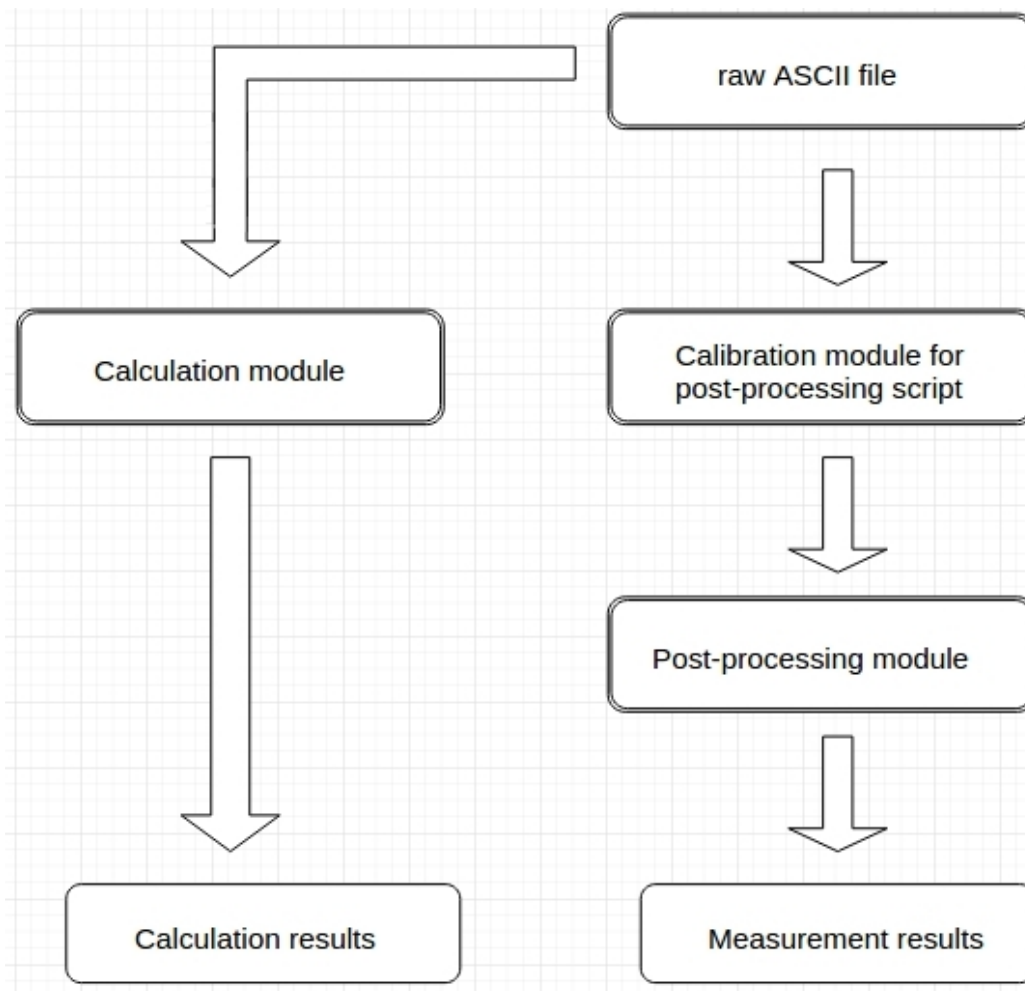 raw ASCII file
Calculation module
Calibration module for
post-processing script
Post-processing module
Calculation results
Measurement results